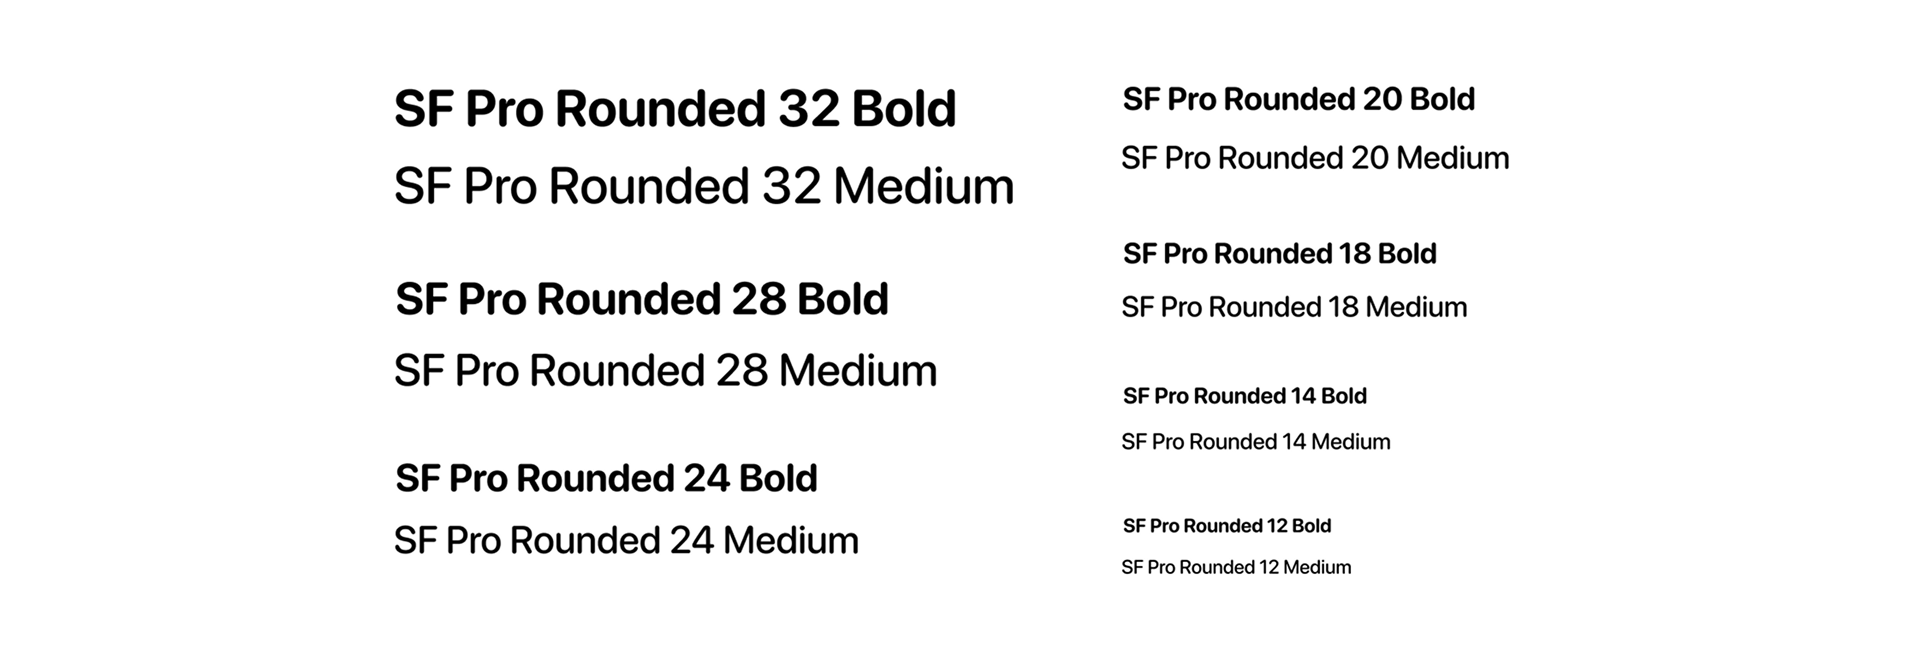 SF Pro Rounded 32 Bold
SF Pro Rounded 32 Medium
SF Pro Rounded 28 Bold
SF Pro Rounded 28 Medium
SF Pro Rounded 24 Bold
SF Pro Rounded 24 Medium
SF Pro Rounded 20 Bold
SF Pro Rounded 20 Medium
SF Pro Rounded 18 Bold
SF Pro Rounded 18 Medium
SF Pro Rounded 14 Bold
SF Pro Rounded 14 Medium
SF Pro Rounded 12 Bold
SF Pro Rounded 12 Medium